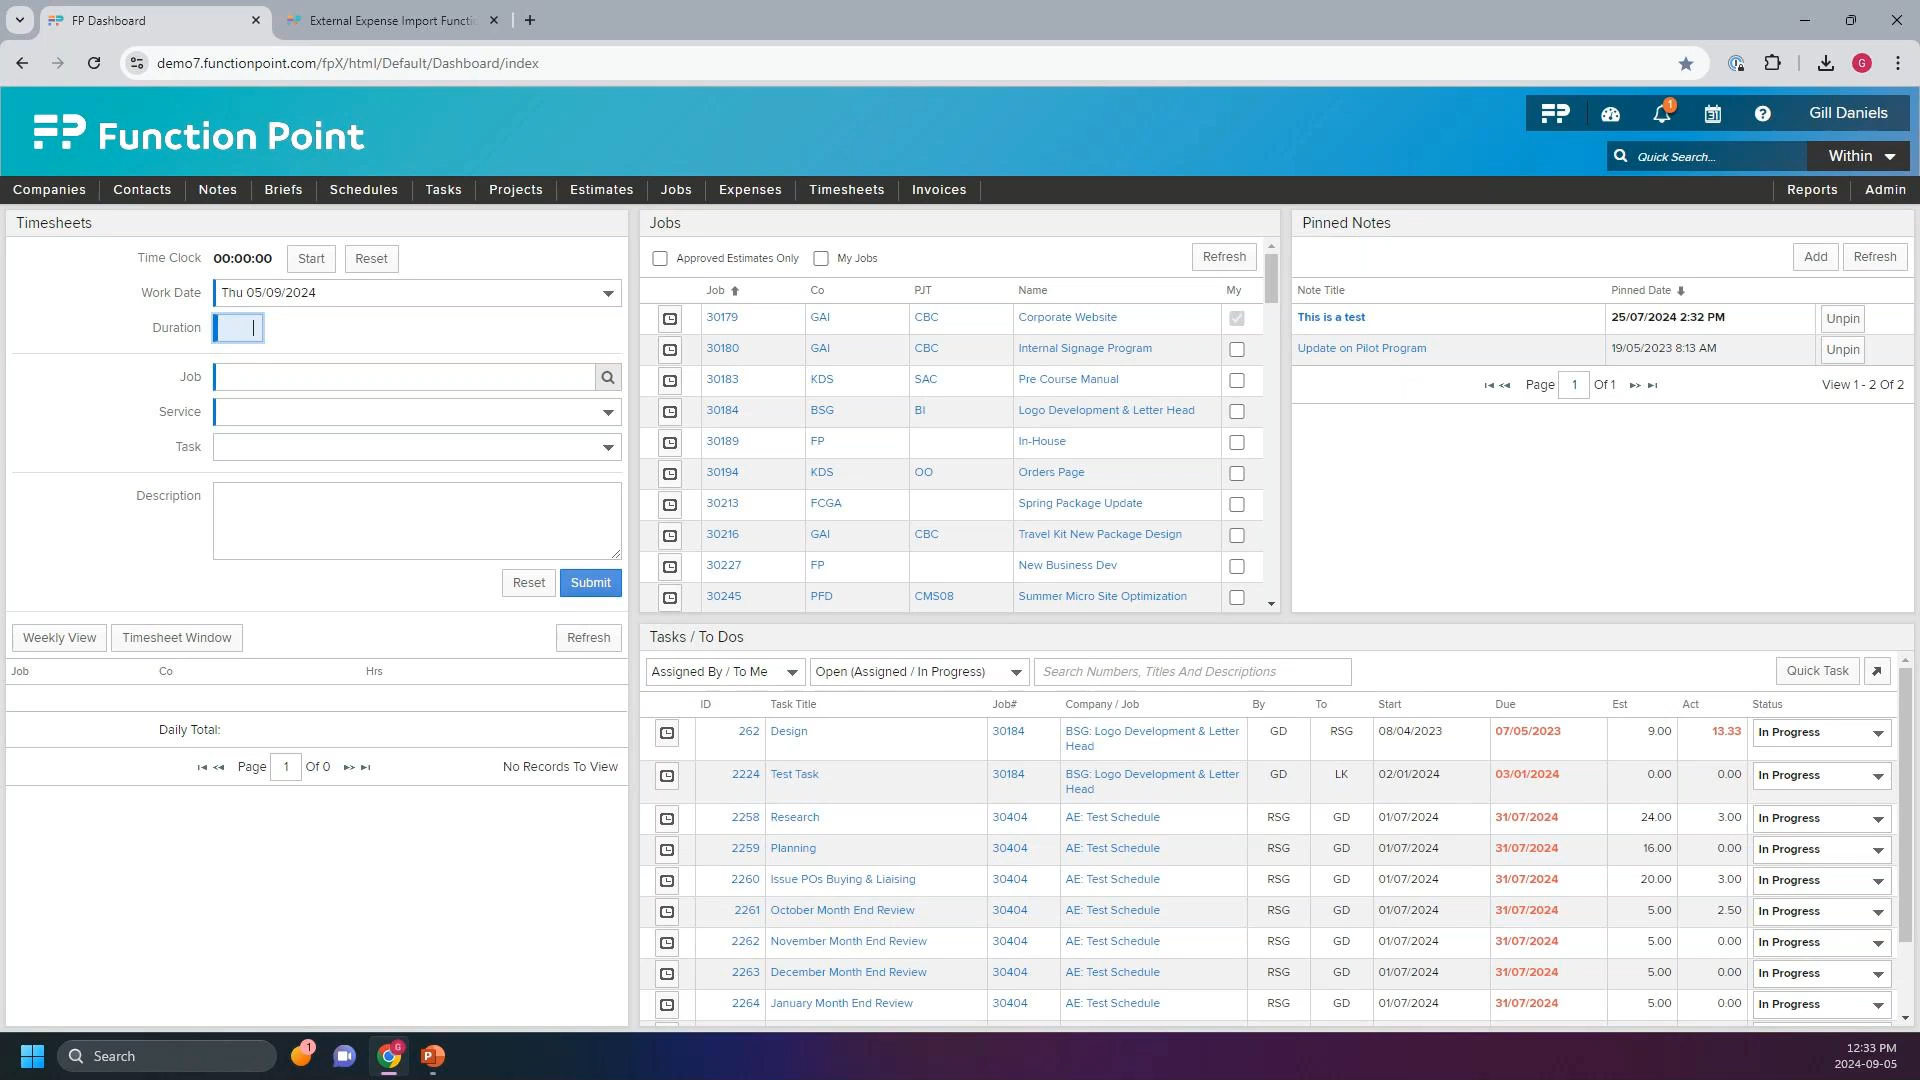 FP Dashboard
External Expense Import Functi
demo7.functionpoint.com/fpX/html/Default/Dashboard/index
G
FP Function Point
FP 1 31 Gill Daniels
Quick Search... Within
Companies Contacts Notes Briefs Schedules Tasks Projects Estimates Jobs Expenses Timesheets Invoices Reports Admin
Timesheets
Time Clock 00:00:00 Start Reset
Work Date Thu 05/09/2024
Duration
Job
Service
Task
Description
Reset Submit
Weekly View Timesheet Window Refresh
Job Co Hrs
Daily Total:
Page 1 Of 0 No Records To View
Jobs
Approved Estimates Only My Jobs Refresh
Job Co PJT Name My
30179 GAI CBC Corporate Website
30180 GAI CBC Internal Signage Program
30183 KDS SAC Pre Course Manual
30184 BSG BI Logo Development & Letter Head
30189 FP In-House
30194 KDS OO Orders Page
30213 FCGA Spring Package Update
30216 GAI CBC Travel Kit New Package Design
30227 FP New Business Dev
30245 PFD CMS08 Summer Micro Site Optimization
Pinned Notes
Add Refresh
Note Title Pinned Date
This is a test 25/07/2024 2:32 PM Unpin
Update on Pilot Program 19/05/2023 8:13 AM Unpin
Page 1 Of 1 View 1 - 2 Of 2
Tasks / To Dos
Assigned By / To Me Open (Assigned / In Progress) Search Numbers, Titles And Descriptions Quick Task
ID Task Title Job# Company / Job By To Start Due Est Act Status
262 Design 30184 BSG: Logo Development & Letter GD RSG 08/04/2023 07/05/2023 9.00 13.33 In Progress
Head
2224 Test Task 30184 BSG: Logo Development & Letter GD LK 02/01/2024 03/01/2024 0.00 0.00 In Progress
Head
2258 Research 30404 AE: Test Schedule RSG GD 01/07/2024 31/07/2024 24.00 3.00 In Progress
2259 Planning 30404 AE: Test Schedule RSG GD 01/07/2024 31/07/2024 16.00 0.00 In Progress
2260 Issue POs Buying & Liaising 30404 AE: Test Schedule RSG GD 01/07/2024 31/07/2024 20.00 3.00 In Progress
2261 October Month End Review 30404 AE: Test Schedule RSG GD 01/07/2024 31/07/2024 5.00 2.50 In Progress
2262 November Month End Review 30404 AE: Test Schedule RSG GD 01/07/2024 31/07/2024 5.00 0.00 In Progress
2263 December Month End Review 30404 AE: Test Schedule RSG GD 01/07/2024 31/07/2024 5.00 0.00 In Progress
2264 January Month End Review 30404 AE: Test Schedule RSG GD 01/07/2024 31/07/2024 5.00 0.00 In Progress
Search 1 G P 12:33 PM
2024-09-05